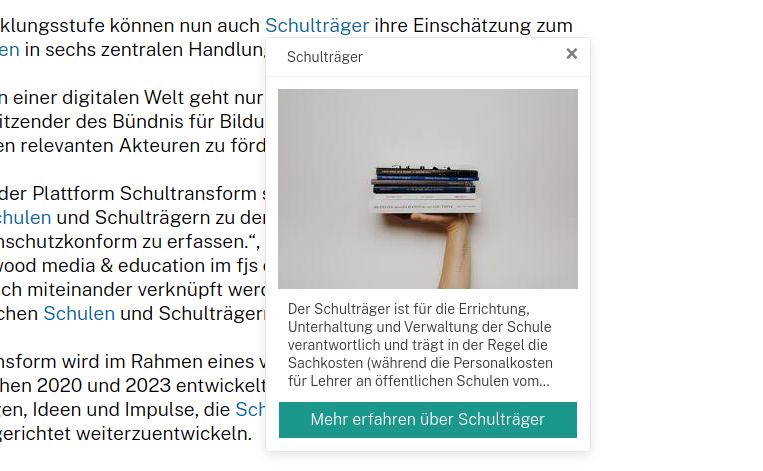 klungsstufe können nun auch Schulträger ihre Einschätzung zum
en in sechs zentralen Handlung
n einer digitalen Welt geht nur
itzender des Bündnis für Bildu
en relevanten Akteuren zu förd
der Plattform Schultransform s
chulen und Schulträgern zu de
nschutzkonform zu erfassen.“,
wood media & education im fjs
ch miteinander verknüpft werd
chen Schulen und Schulträgern
nsform wird im Rahmen eines v
hen 2020 und 2023 entwickelt
en, Ideen und Impulse, die Sch
gerichtet weiterzuentwickeln.
Schulträger
×
Der Schulträger ist für die Errichtung,
Unterhaltung und Verwaltung der Schule
verantwortlich und trägt in der Regel die
Sachkosten (während die Personalkosten
für Lehrer an öffentlichen Schulen vom...
Mehr erfahren über Schulträger